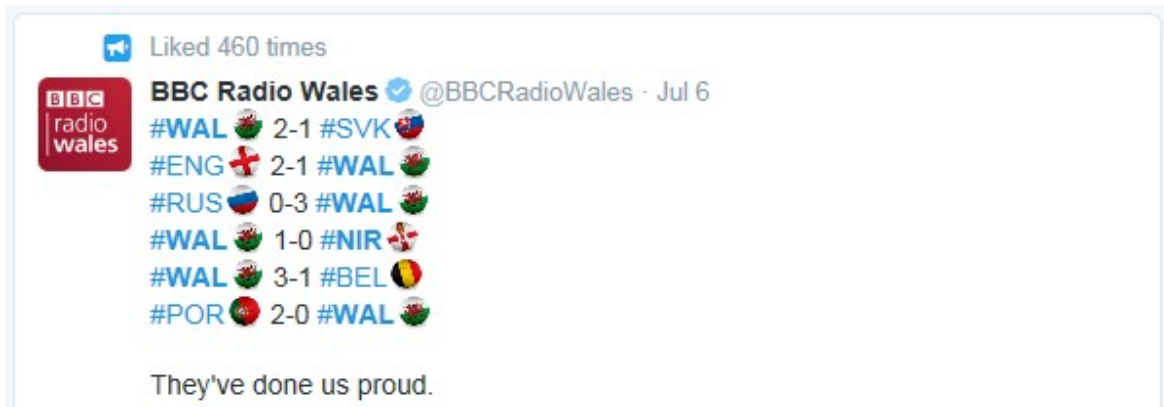 Liked 460 times
BBC Radio Wales @BBCRadioWales · Jul 6
BBC
radio
wales
#WAL 2-1 #SVK
#ENG 2-1 #WAL
#RUS 0-3 #WAL
#WAL 1-0 #NIR
#WAL 3-1 #BEL
#POR 2-0 #WAL
They've done us proud.